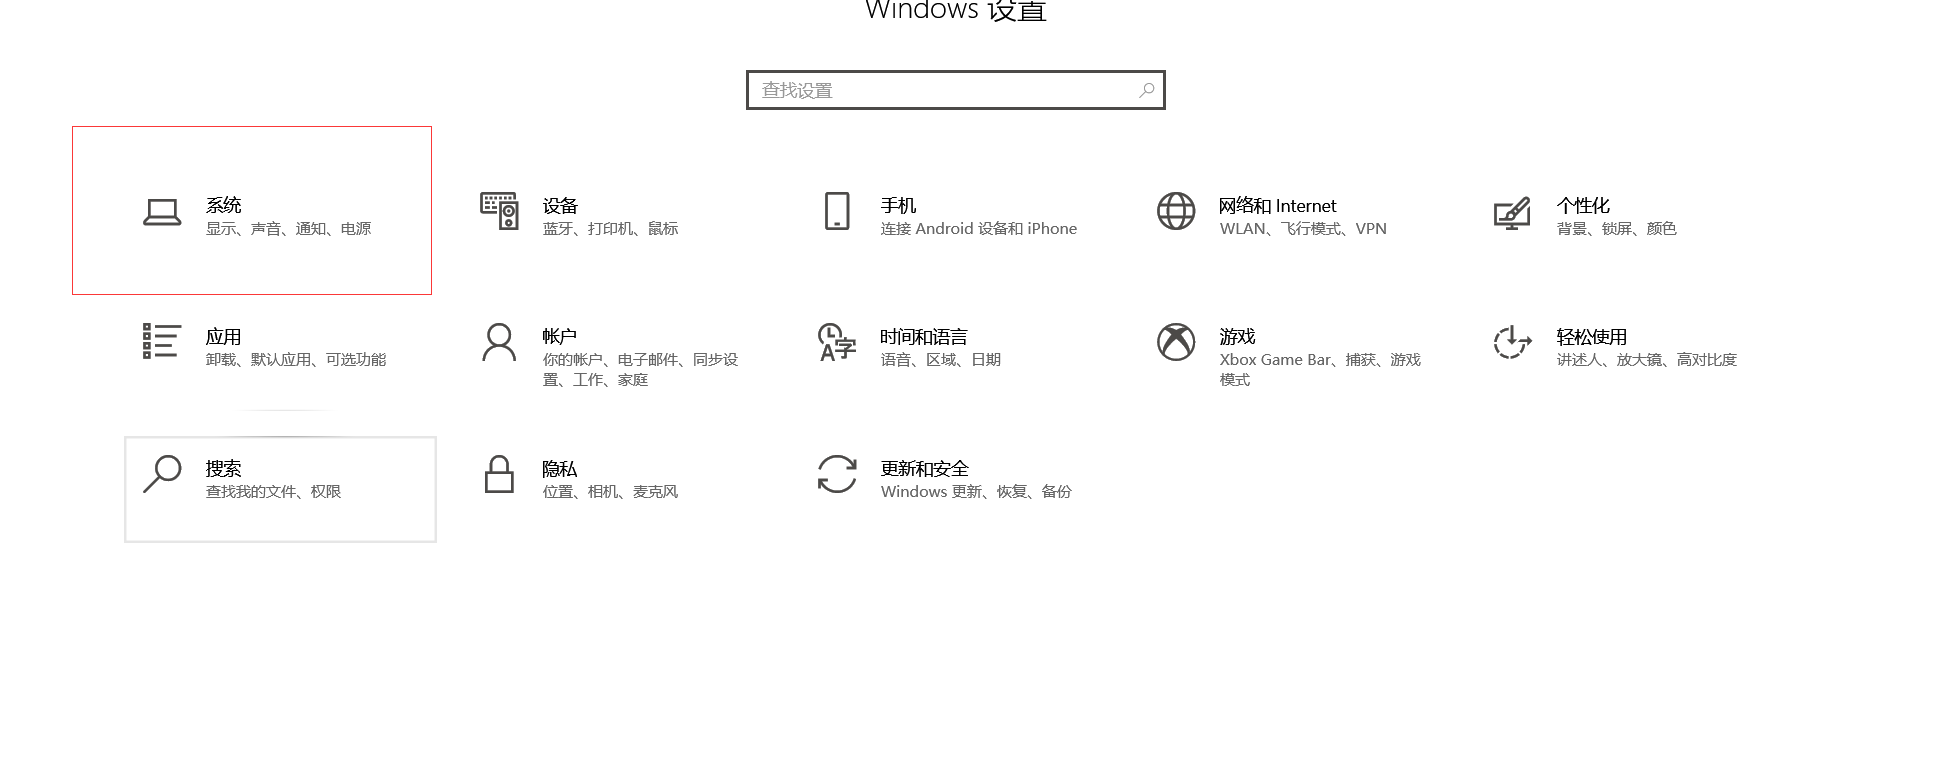 Windows 设置
查找设置
系统
显示、声音、通知、电源
设备
蓝牙、打印机、鼠标
手机
连接 Android 设备和 iPhone
网络和 Internet
WLAN、飞行模式、VPN
个性化
背景、锁屏、颜色
应用
卸载、默认应用、可选功能
帐户
你的帐户、电子邮件、同步设
置、工作、家庭
时间和语言
语音、区域、日期
游戏
Xbox Game Bar、捕获、游戏
模式
轻松使用
讲述人、放大镜、高对比度
搜索
查找我的文件、权限
隐私
位置、相机、麦克风
更新和安全
Windows 更新、恢复、备份